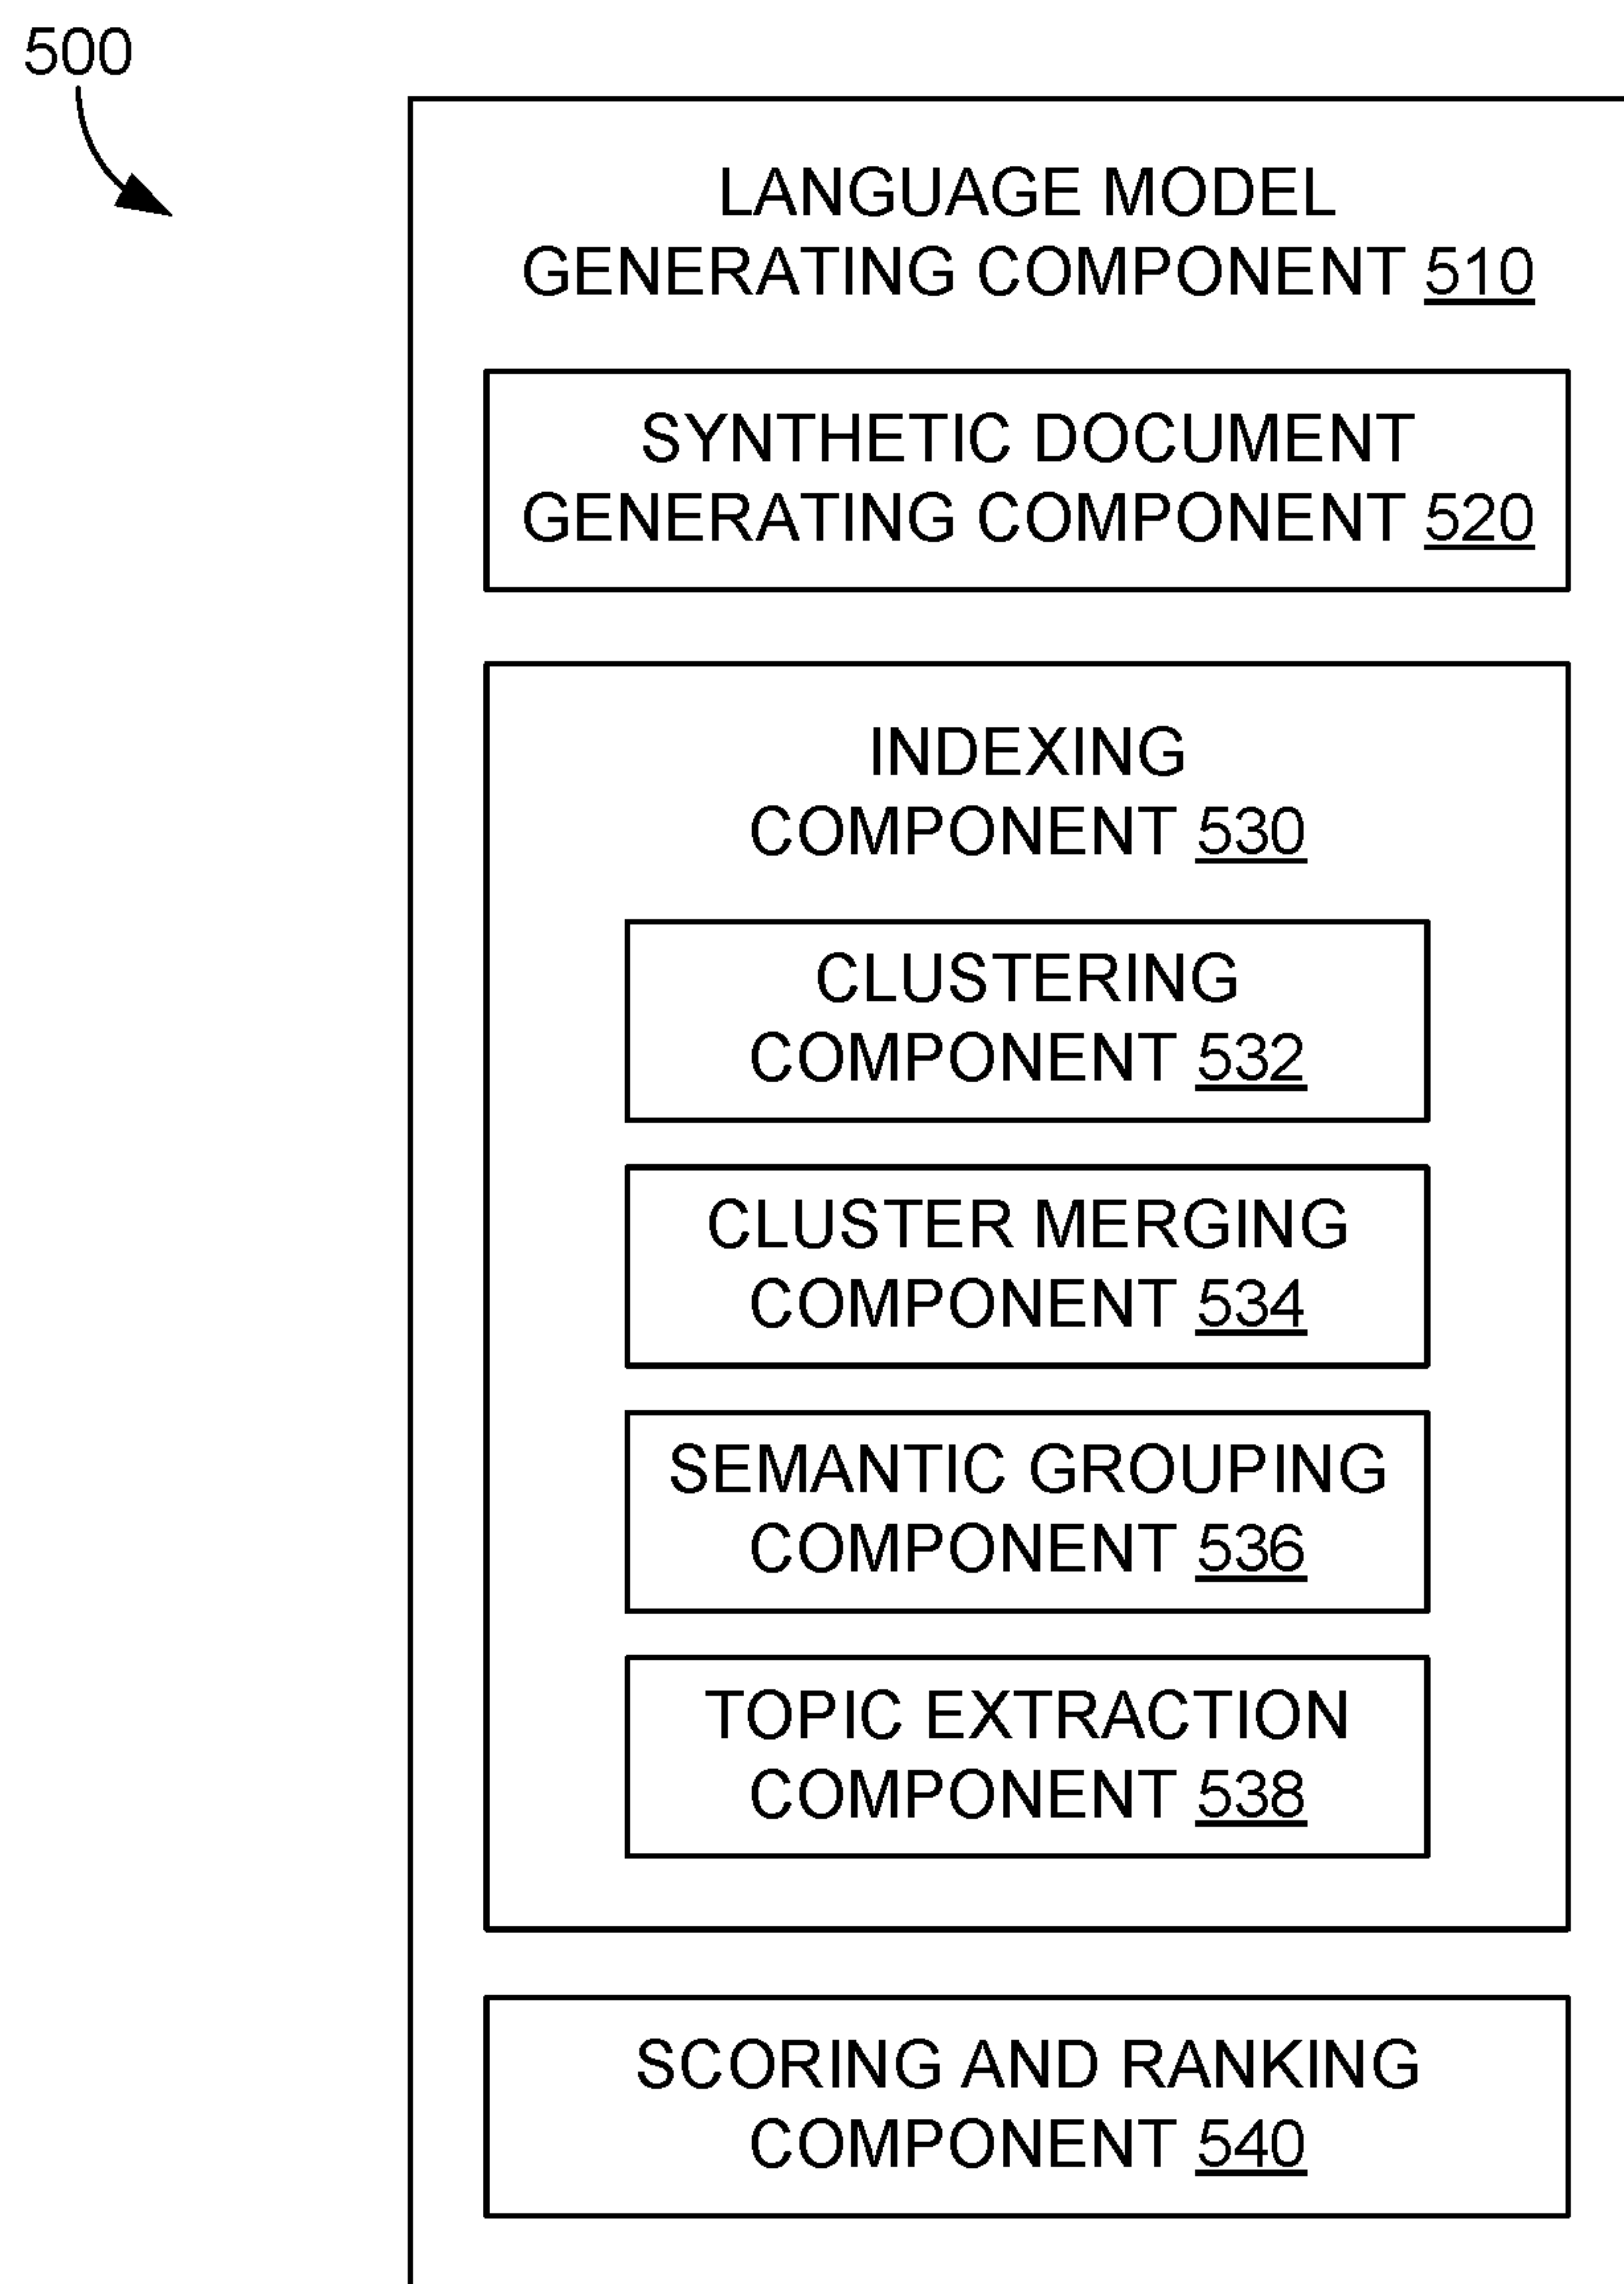 500
LANGUAGE MODEL
GENERATING COMPONENT 510
SYNTHETIC DOCUMENT
GENERATING COMPONENT 520
INDEXING
COMPONENT 530
CLUSTERING
COMPONENT 532
CLUSTER MERGING
COMPONENT 534
SEMANTIC GROUPING
COMPONENT 536
TOPIC EXTRACTION
COMPONENT 538
SCORING AND RANKING
COMPONENT 540